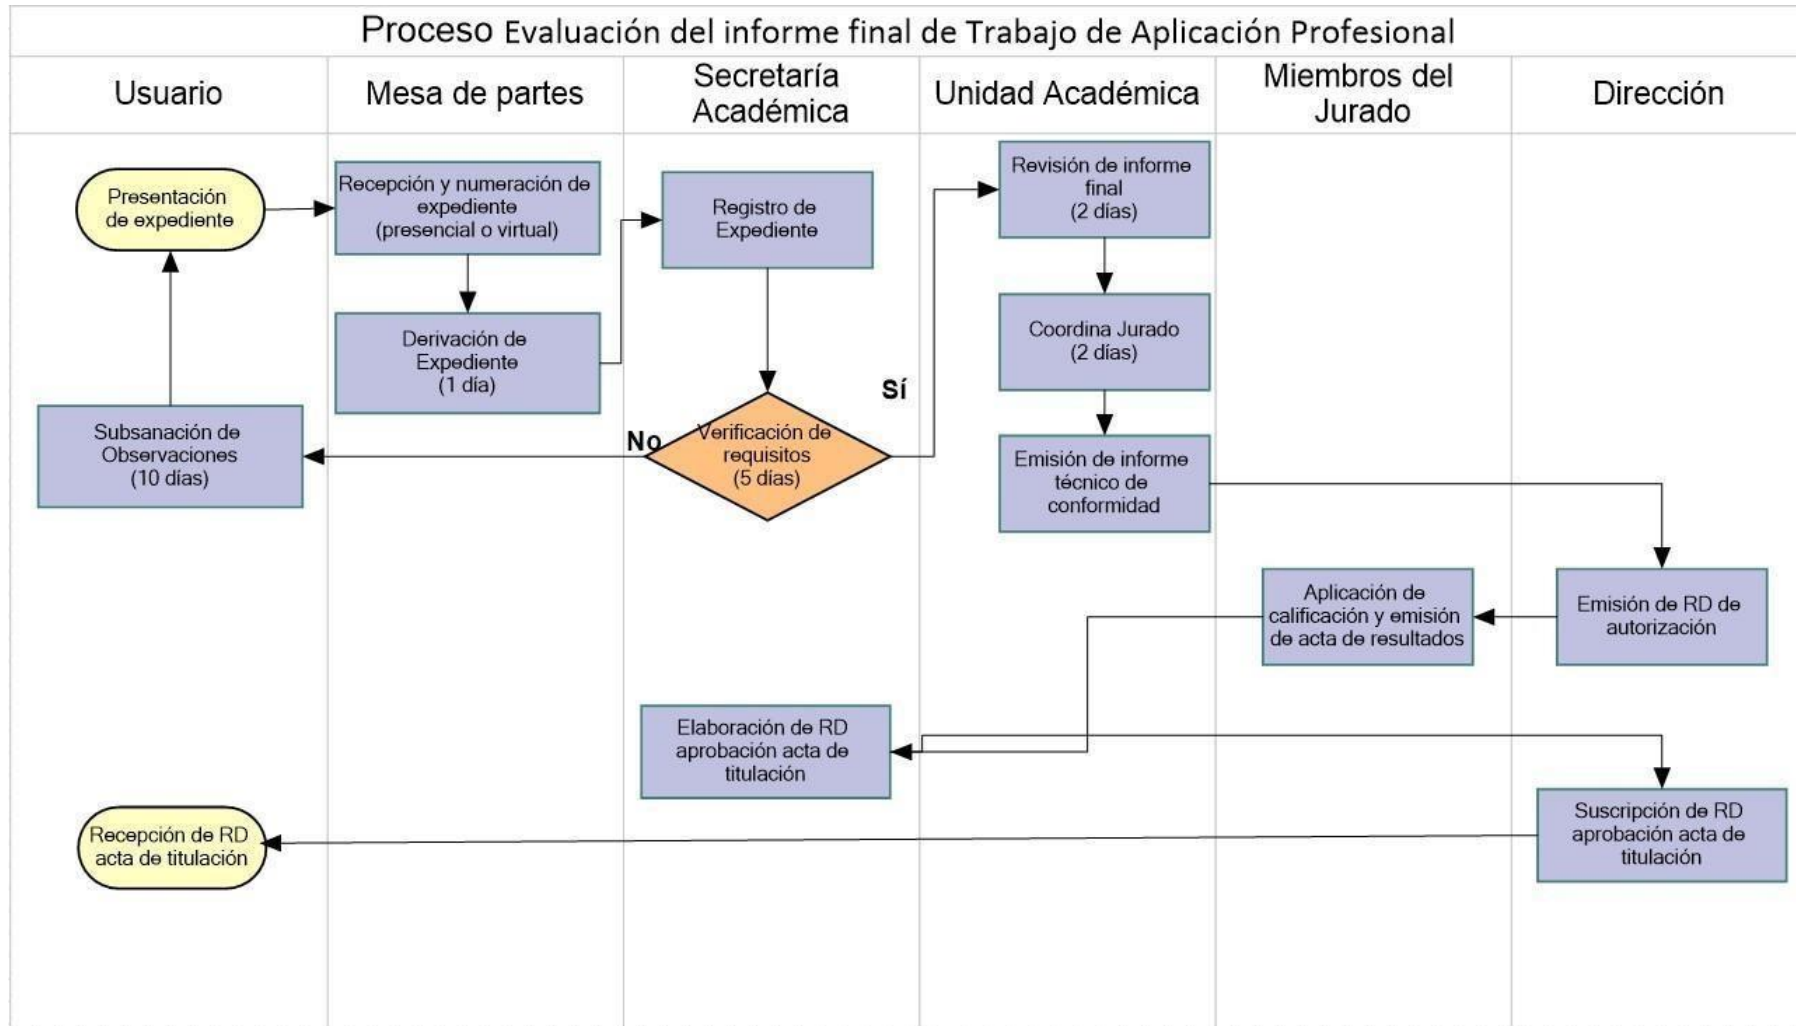 Proceso Evaluación del informe final de Trabajo de Aplicación Profesional
Usuario
Mesa de partes
Secretaría
Académica
Unidad Académica
Miembros del
Jurado
Dirección
Presentación
de expediente
Recepción y numeración de
expediente
(presencial o virtual)
Registro de
Expediente
Revisión de informe
final
(2 días)
Derivación de
Expediente
(1 día)
Coordina Jurado
(2 días)
Sí
No
Verificación de
requisitos
(5 días)
Subsanación de
Observaciones
(10 días)
Emisión de informe
técnico de
conformidad
Aplicación de
calificación y emisión
de acta de resultados
Emisión de RD de
autorización
Elaboración de RD
aprobación acta de
titulación
Suscripción de RD
aprobación acta de
titulación
Recepción de RD
acta de titulación